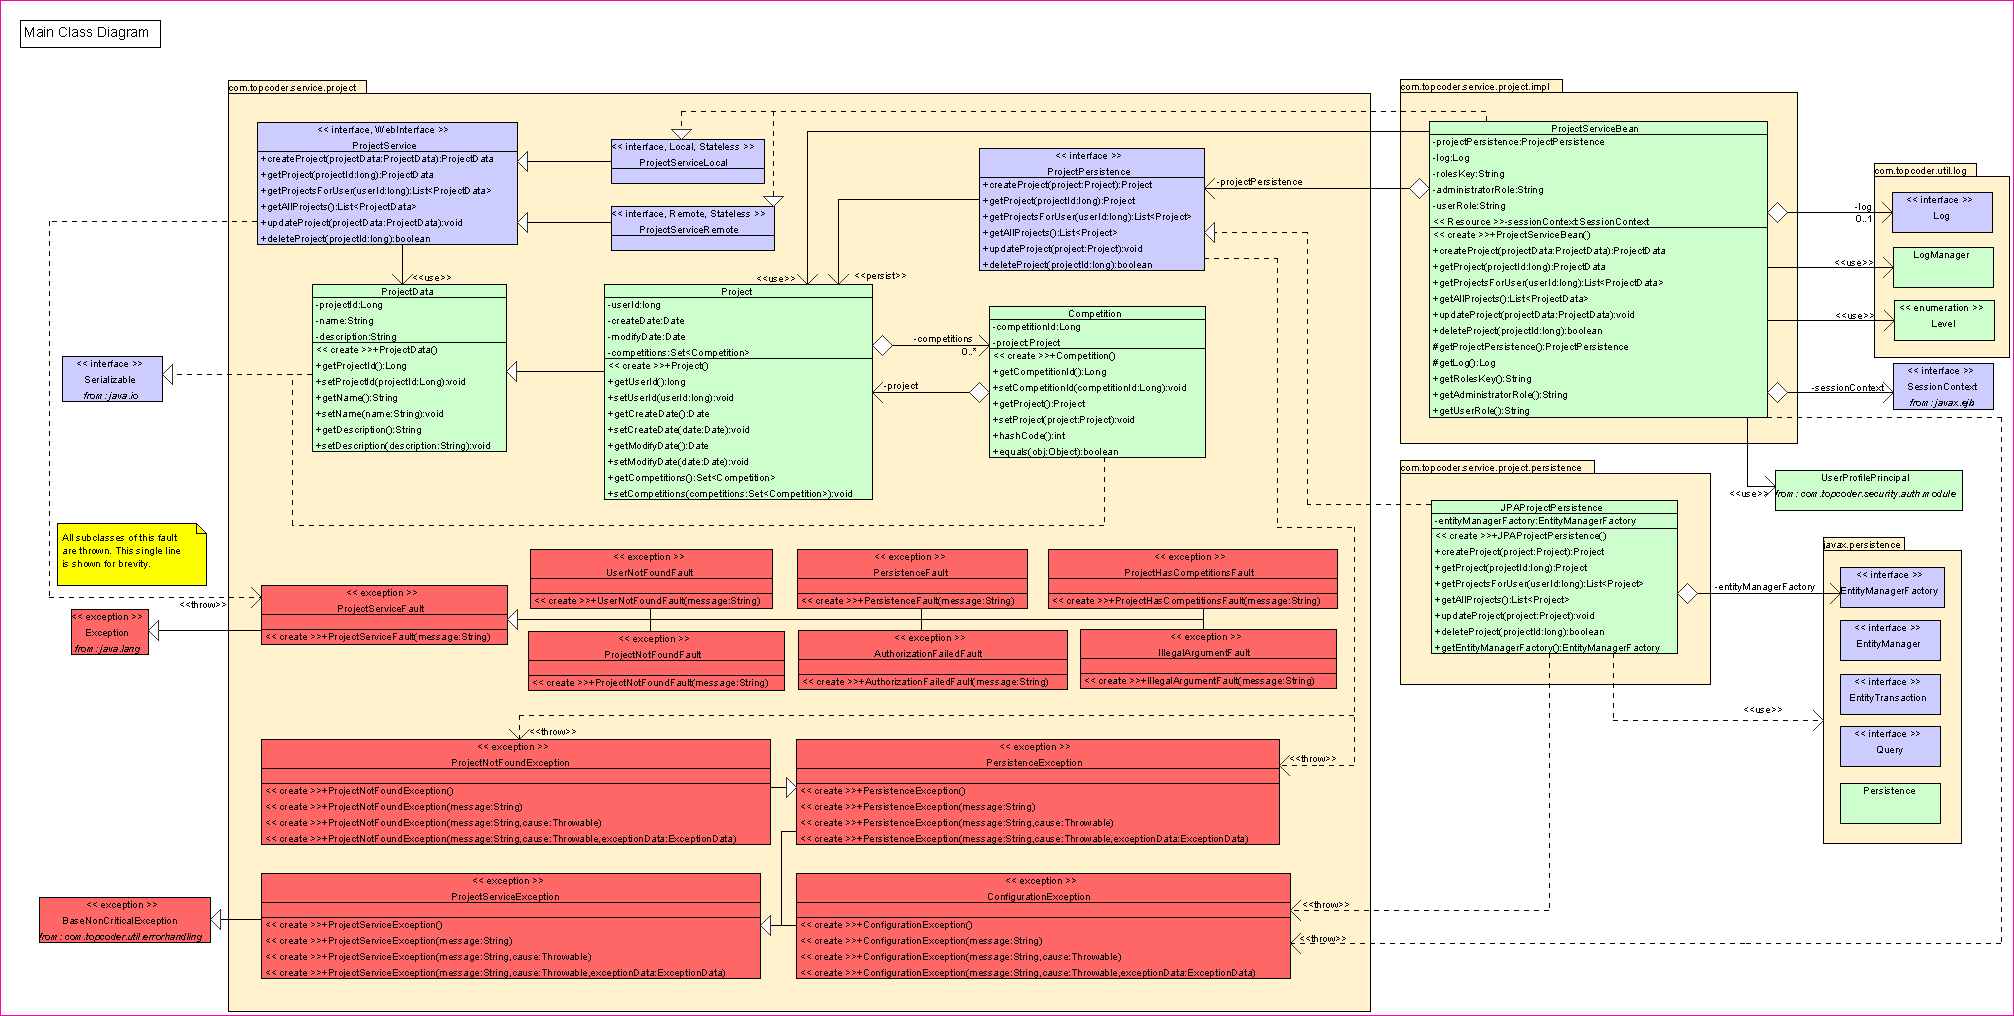 Main Class Diagram
com.topcoder.service.project
<< interface, WebInterface >>
ProjectService
+createProject(projectData:ProjectData):ProjectData
+getProject(projectId:long):ProjectData
+getProjectsForUser(userId:long):List<ProjectData>
+getAllProjects():List<ProjectData>
+updateProject(projectData:ProjectData):void
+deleteProject(projectId:long):boolean
<< interface, Local, Stateless >>
ProjectServiceLocal
<< interface, Remote, Stateless >>
ProjectServiceRemote
<< interface >>
ProjectPersistence
+createProject(project:Project):Project
+getProject(projectId:long):Project
+getProjectsForUser(userId:long):List<Project>
+getAllProjects():List<Project>
+updateProject(project:Project):void
+deleteProject(projectId:long):boolean
-projectPersistence
<<use>>
<<use>>
<<persist>>
ProjectData
-projectId:Long
-name:String
-description:String
<< create >>+ProjectData()
+getProjectId():Long
+setProjectId(projectId:Long):void
+getName():String
+setName(name:String):void
+getDescription():String
+setDescription(description:String):void
Project
-userId:long
-createDate:Date
-modifyDate:Date
-competitions:Set<Competition>
<< create >>+Project()
+getUserId():long
+setUserId(userId:long):void
+getCreateDate():Date
+setCreateDate(date:Date):void
+getModifyDate():Date
+setModifyDate(date:Date):void
+getCompetitions():Set<Competition>
+setCompetitions(competitions:Set<Competition>):void
-competitions
0..*
-project
Competition
-competitionId:Long
-project:Project
<< create >>+Competition()
+getCompetitionId():Long
+setCompetitionId(competitionId:Long):void
+getProject():Project
+setProject(project:Project):void
+hashCode():int
+equals(obj:Object):boolean
<< interface >>
Serializable
from : java.io
All subclasses of this fault
are thrown. This single line
is shown for brevity.
<<throw>>
<< exception >>
Exception
from : java.lang
<< exception >>
ProjectServiceFault
<< create >>+ProjectServiceFault(message:String)
<< exception >>
UserNotFoundFault
<< create >>+UserNotFoundFault(message:String)
<< exception >>
PersistenceFault
<< create >>+PersistenceFault(message:String)
<< exception >>
ProjectHasCompetitionsFault
<< create >>+ProjectHasCompetitionsFault(message:String)
<< exception >>
ProjectNotFoundFault
<< create >>+ProjectNotFoundFault(message:String)
<< exception >>
AuthorizationFailedFault
<< create >>+AuthorizationFailedFault(message:String)
<< exception >>
IllegalArgumentFault
<< create >>+IllegalArgumentFault(message:String)
<<throw>>
<< exception >>
ProjectNotFoundException
<< create >>+ProjectNotFoundException()
<< create >>+ProjectNotFoundException(message:String)
<< create >>+ProjectNotFoundException(message:String,cause:Throwable)
<< create >>+ProjectNotFoundException(message:String,cause:Throwable,exceptionData:ExceptionData)
<< exception >>
PersistenceException
<< create >>+PersistenceException()
<< create >>+PersistenceException(message:String)
<< create >>+PersistenceException(message:String,cause:Throwable)
<< create >>+PersistenceException(message:String,cause:Throwable,exceptionData:ExceptionData)
<<throw>>
<< exception >>
BaseNonCriticalException
from : com.topcoder.util.errorhandling
<< exception >>
ProjectServiceException
<< create >>+ProjectServiceException()
<< create >>+ProjectServiceException(message:String)
<< create >>+ProjectServiceException(message:String,cause:Throwable)
<< create >>+ProjectServiceException(message:String,cause:Throwable,exceptionData:ExceptionData)
<< exception >>
ConfigurationException
<< create >>+ConfigurationException()
<< create >>+ConfigurationException(message:String)
<< create >>+ConfigurationException(message:String,cause:Throwable)
<< create >>+ConfigurationException(message:String,cause:Throwable,exceptionData:ExceptionData)
<<throw>>
<<throw>>
com.topcoder.service.project.impl
ProjectServiceBean
-projectPersistence:ProjectPersistence
-log:Log
-rolesKey:String
-administratorRole:String
-userRole:String
<< Resource >>-sessionContext:SessionContext
<< create >>+ProjectServiceBean()
+createProject(projectData:ProjectData):ProjectData
+getProject(projectId:long):ProjectData
+getProjectsForUser(userId:long):List<ProjectData>
+getAllProjects():List<ProjectData>
+updateProject(projectData:ProjectData):void
+deleteProject(projectId:long):boolean
#getProjectPersistence():ProjectPersistence
#getLog():Log
+getRolesKey():String
+getAdministratorRole():String
+getUserRole():String
com.topcoder.util.log
-log
0..1
<< interface >>
Log
<<use>>
LogManager
<<use>>
<< enumeration >>
Level
-sessionContext
<< interface >>
SessionContext
from : javax.ejb
<<use>>
UserProfilePrincipal
from : com.topcoder.security.auth.module
com.topcoder.service.project.persistence
JPAProjectPersistence
-entityManagerFactory:EntityManagerFactory
<< create >>+JPAProjectPersistence()
+createProject(project:Project):Project
+getProject(projectId:long):Project
+getProjectsForUser(userId:long):List<Project>
+getAllProjects():List<Project>
+updateProject(project:Project):void
+deleteProject(projectId:long):boolean
+getEntityManagerFactory():EntityManagerFactory
-entityManagerFactory
<<use>>
javax.persistence
<< interface >>
EntityManagerFactory
<< interface >>
EntityManager
<< interface >>
EntityTransaction
<< interface >>
Query
Persistence